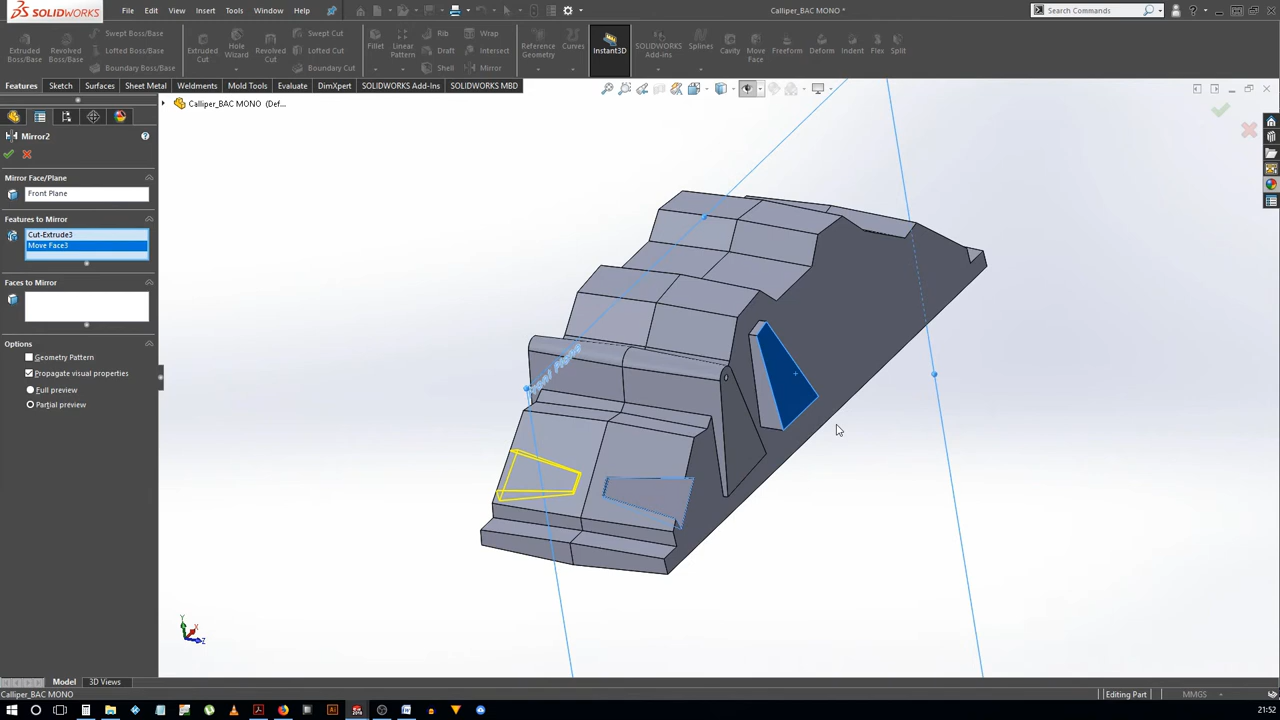 SOLIDWORKS
File
Edit
View
Insert
Tools
Window
Help
Calliper_BAC MONO *
Search Commands
Extruded Boss/Base
Revolved Boss/Base
Swept Boss/Base
Lofted Boss/Base
Boundary Boss/Base
Extruded Cut
Hole Wizard
Revolved Cut
Swept Cut
Lofted Cut
Boundary Cut
Fillet
Linear Pattern
Rib
Draft
Shell
Wrap
Intersect
Mirror
Reference Geometry
Curves
Instant3D
SOLIDWORKS Add-ins
Splines
Cavity
Move Face
Freeform
Deform
Indent
Flex
Split
Features
Sketch
Surfaces
Sheet Metal
Weldments
Mold Tools
Evaluate
DimXpert
SOLIDWORKS Add-Ins
SOLIDWORKS MBD
Calliper_BAC MONO (Def...
Mirror2
Mirror Face/Plane
Front Plane
Features to Mirror
Cut-Extrude3
Move Face3
Faces to Mirror
Options
Geometry Pattern
Propagate visual properties
Full preview
Partial preview
Front Plane
Y
X
Z
Model
3D Views
Calliper_BAC MONO
Editing Part
MMGS
21:52